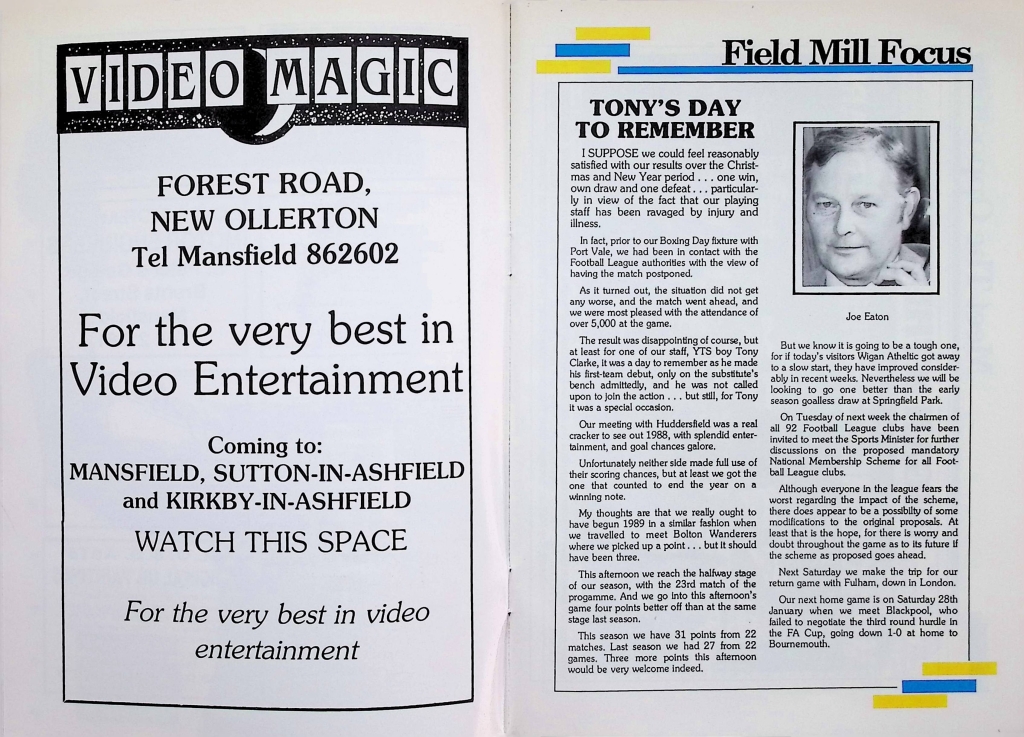 VIDEO MAGIC
FOREST ROAD,
NEW OLLERTON
Tel Mansfield 862602
For the very best in
Video Entertainment
Coming to:
MANSFIELD, SUTTON-IN-ASHFIELD
and KIRKBY-IN-ASHFIELD
WATCH THIS SPACE
For the very best in video
entertainment
Field Mill Focus
TONY'S DAY
TO REMEMBER
I SUPPOSE we could feel reasonably
satisfied with our results over the Christ-
mas and New Year period . . . one win,
own draw and one defeat . . . particular-
ly in view of the fact that our playing
staff has been ravaged by injury and
illness.
In fact, prior to our Boxing Day fixture with
Port Vale, we had been in contact with the
Football League authorities with the view of
having the match postponed.
As it turned out, the situation did not get
any worse, and the match went ahead, and
we were most pleased with the attendance of
over 5,000 at the game.
The result was disappointing of course, but
at least for one of our staff, YTS boy Tony
Clarke, it was a day to remember as he made
his first-team debut, only on the substitute's
bench admittedly, and he was not called
upon to join the action . . . but still, for Tony
it was a special occasion.
Our meeting with Huddersfield was a real
cracker to see out 1988, with splendid enter-
tainment, and goal chances galore.
Unfortunately neither side made full use of
their scoring chances, but at least we got the
one that counted to end the year on a
winning note.
My thoughts are that we really ought to
have begun 1989 in a similar fashion when
we travelled to meet Bolton Wanderers
where we picked up a point . . . but it should
have been three.
This afternoon we reach the halfway stage
of our season, with the 23rd match of the
progamme. And we go into this afternoon's
game four points better off than at the same
stage last season.
This season we have 31 points from 22
matches. Last season we had 27 from 22
games. Three more points this afternoon
would be very welcome indeed.
Joe Eaton
But we know it is going to be a tough one,
for if today's visitors Wigan Atheltic got away
to a slow start, they have improved consider-
ably in recent weeks. Nevertheless we will be
looking to go one better than the early
season goalless draw at Springfield Park.
On Tuesday of next week the chairmen of
all 92 Football League clubs have been
invited to meet the Sports Minister for further
discussions on the proposed mandatory
National Membership Scheme for all Foot-
ball League clubs.
Although everyone in the league fears the
worst regarding the impact of the scheme,
there does appear to be a possibilty of some
modifications to the original proposals. At
least that is the hope, for there is worry and
doubt throughout the game as to its future if
the scheme as proposed goes ahead.
Next Saturday we make the trip for our
return game with Fulham, down in London.
Our next home game is on Saturday 28th
January when we meet Blackpool, who
failed to negotiate the third round hurdle in
the FA Cup, going down 1-0 at home to
Bournemouth.